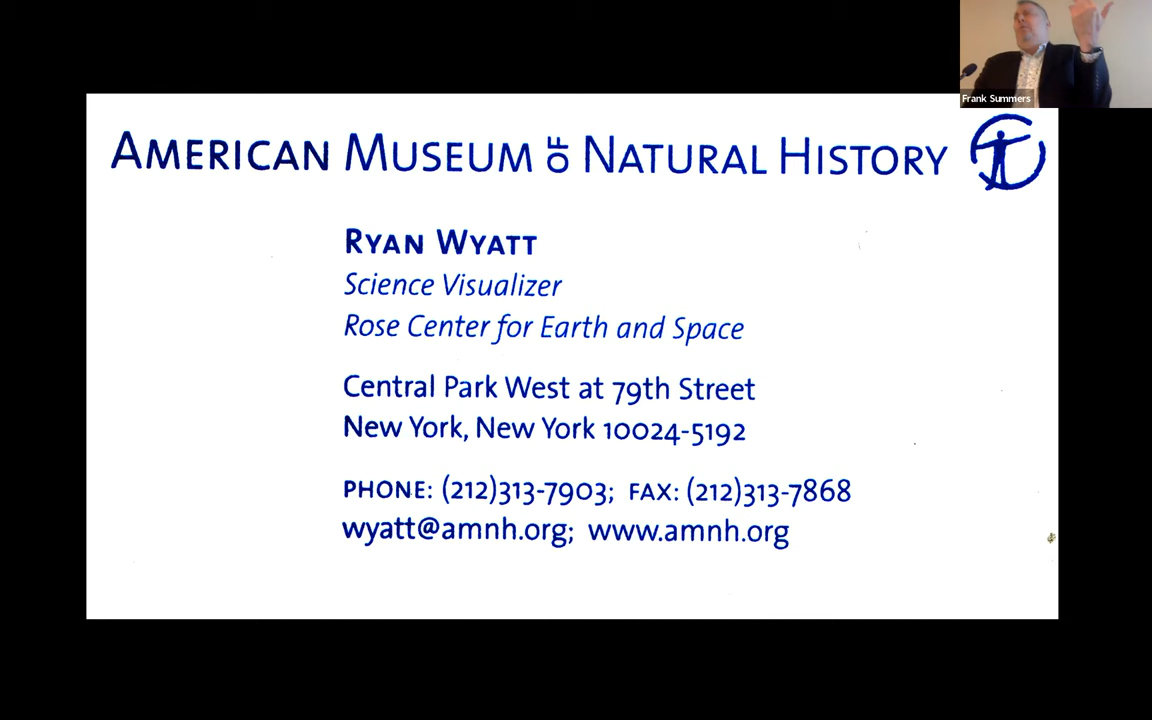 Frank Summers
AMERICAN MUSEUM OF NATURAL HISTORY
RYAN WYATT
Science Visualizer
Rose Center for Earth and Space
Central Park West at 79th Street
New York, New York 10024-5192
PHONE: (212)313-7903; FAX: (212)313-7868
wyatt@amnh.org; www.amnh.org